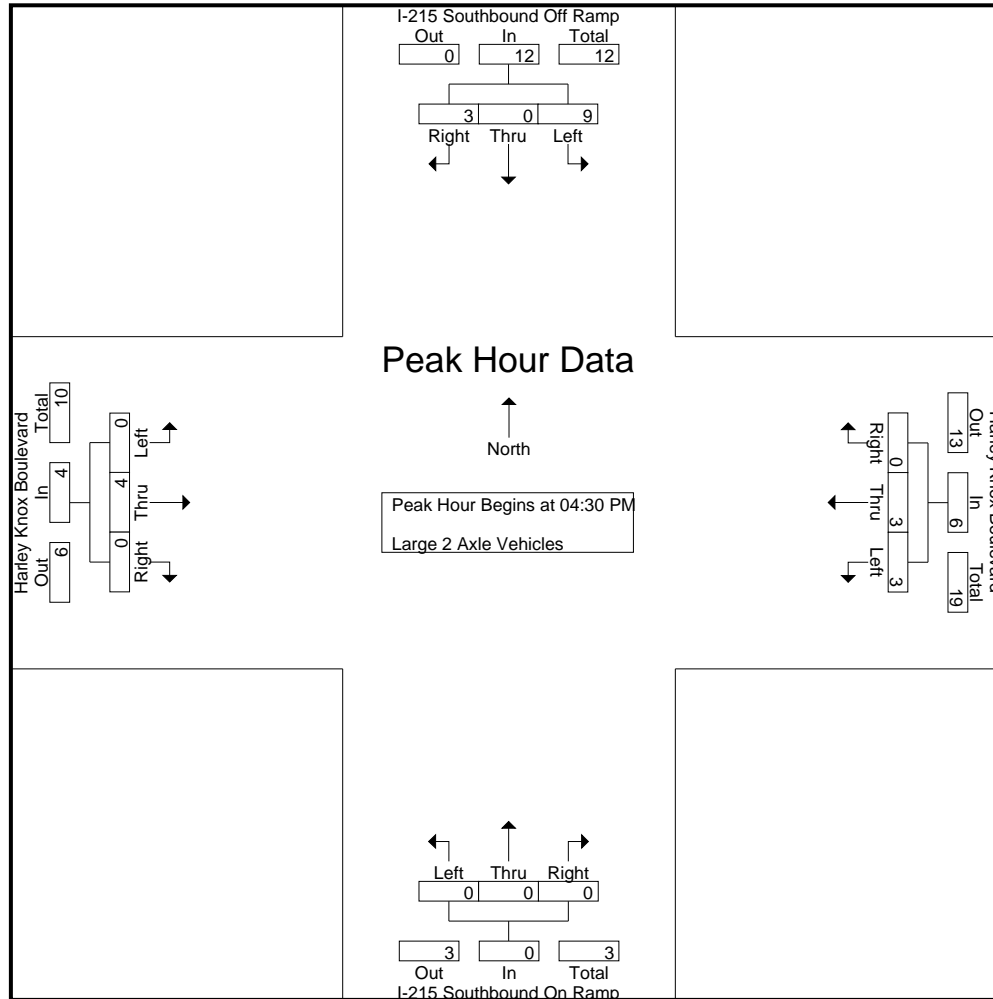 I-215 Southbound Off Ramp
Out In Total
0 12 12
3 0 9
Right Thru Left
Peak Hour Data
North
Peak Hour Begins at 04:30 PM
Large 2 Axle Vehicles
Harley Knox Boulevard
Out In Total
6 4 10
Right Thru Left
0 4 0
Harley Knox Boulevard
Out In Total
13 6 19
Right Thru Left
0 3 3
Left Thru Right
0 0 0
3 0 3
Out In Total
I-215 Southbound On Ramp